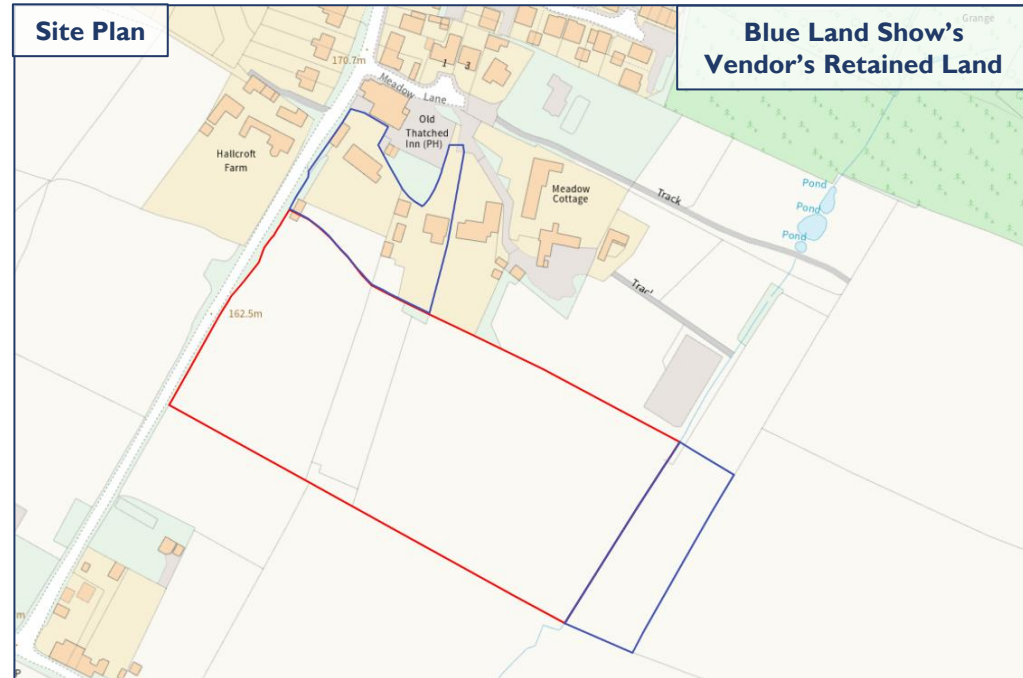 Site Plan
Blue Land Show's
Vendor's Retained Land
Grange
170.7m
1
3
Meadow Lane
Old
Thatched
Inn (PH)
Hallcroft
Farm
Meadow
Cottage
Track
Pond
Pond
Pond
Track
162.5m
m
P